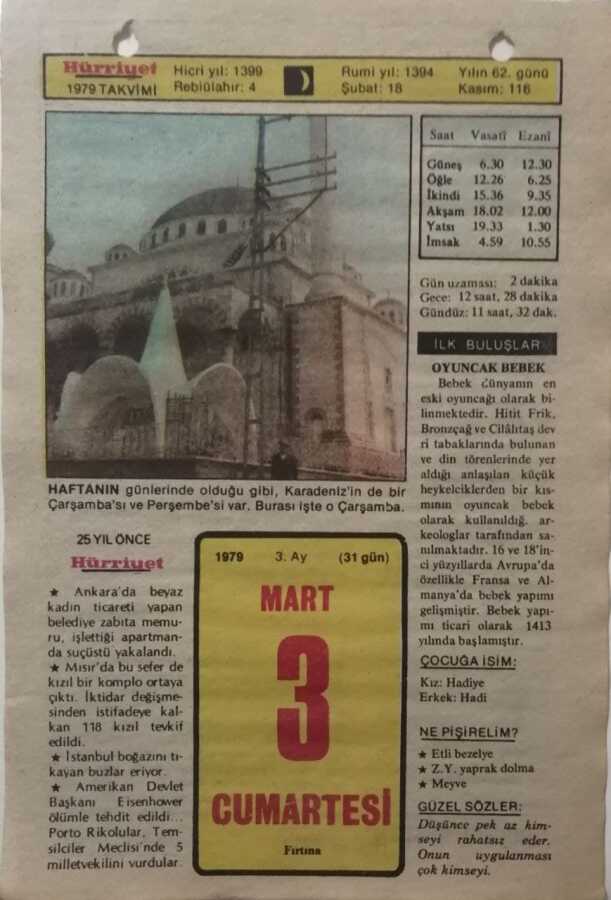 Hürriyet
1979 TAKVİMİ
Hicri yıl: 1399
Rebiülahır: 4
Rumi yıl: 1394
Şubat: 18
Yılın 62. günü
Kasım: 116
Saat Vasatî Ezanî
Güneş 6.30 12.30
Öğle 12.26 6.25
İkindi 15.36 9.35
Akşam 18.02 12.00
Yatsı 19.33 1.30
İmsak 4.59 10.55
Gün uzaması: 2 dakika
Gece: 12 saat, 28 dakika
Gündüz: 11 saat, 32 dak.
HAFTANIN günlerinde olduğu gibi, Karadeniz'in de bir
Çarşamba'sı ve Perşembe'si var. Burası işte o Çarşamba.
İLK BULUŞLAR
OYUNCAK BEBEK
Bebek dünyanın en
eski oyuncağı olarak bi-
linmektedir. Hitit Frik,
Bronzçağ ve Cilâlıtaş dev
ri tabaklarında bulunan
ve din törenlerinde yer
aldığı anlaşılan küçük
heykelciklerden bir kıs-
mının oyuncak bebek
olarak kullanıldığ. ar-
keologlar tarafından sa-
nılmaktadır. 16 ve 18'in-
ci yüzyıllarda Avrupa'da
özellikle Fransa ve Al-
manya'da bebek yapımı
gelişmiştir. Bebek yapı-
mı ticari olarak 1413
yılında başlamıştır.
25 YIL ÖNCE
Hürriyet
★ Ankara'da beyaz
kadın ticareti yapan
belediye zabıta memu-
ru, işlettiği apartman-
da suçüstü yakalandı.
★ Mısır'da bu sefer de
kızıl bir komplo ortaya
çıktı. İktidar değişme-
sinden istifadeye kal-
kan 118 kızıl tevkif
edildi.
★ İstanbul boğazını tı-
kayan buzlar eriyor.
★ Amerikan Devlet
Başkanı Eisenhower
ölümle tehdit edildi...
Porto Rikolular, Tem-
silciler Meclisi'nde 5
milletvekilini vurdular.
1979 3. Ay (31 gün)
MART
3
CUMARTESİ
Fırtına
ÇOCUĞA İSİM:
Kız: Hadiye
Erkek: Hadi
NE PİŞİRELİM?
★ Etli bezelye
★ Z.Y. yaprak dolma
★ Meyve
GÜZEL SÖZLER:
Düşünce pek az kim-
seyi rahatsız eder.
Onun uygulanması
çok kimseyi.